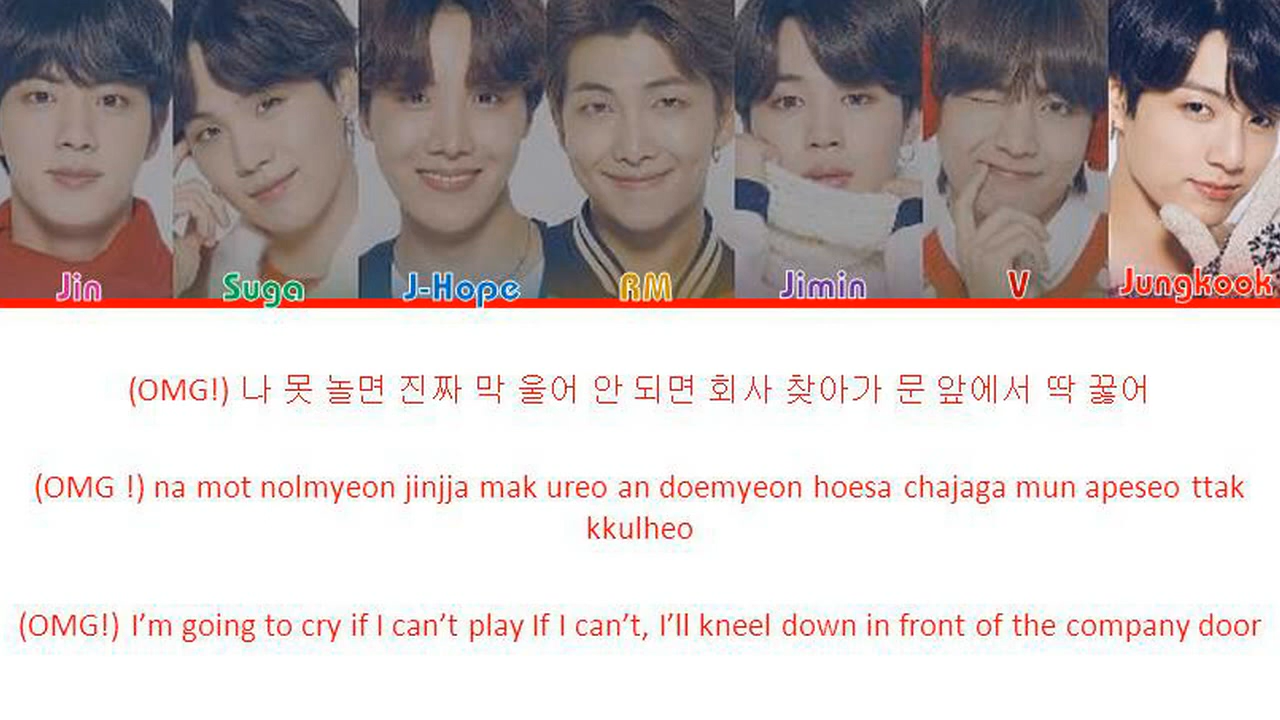 Jin Suga J-Hope RM Jimin V Jungkook
(OMG!) 나 못 놀면 진짜 막 울어 안 되면 회사 찾아가 문 앞에서 딱 꿇어
(OMG !) na mot nolmyeon jinjja mak ureo an doemyeon hoesa chajaga mun apeseo ttak
kkulheo
(OMG!) I’m going to cry if I can’t play If I can’t, I’ll kneel down in front of the company door